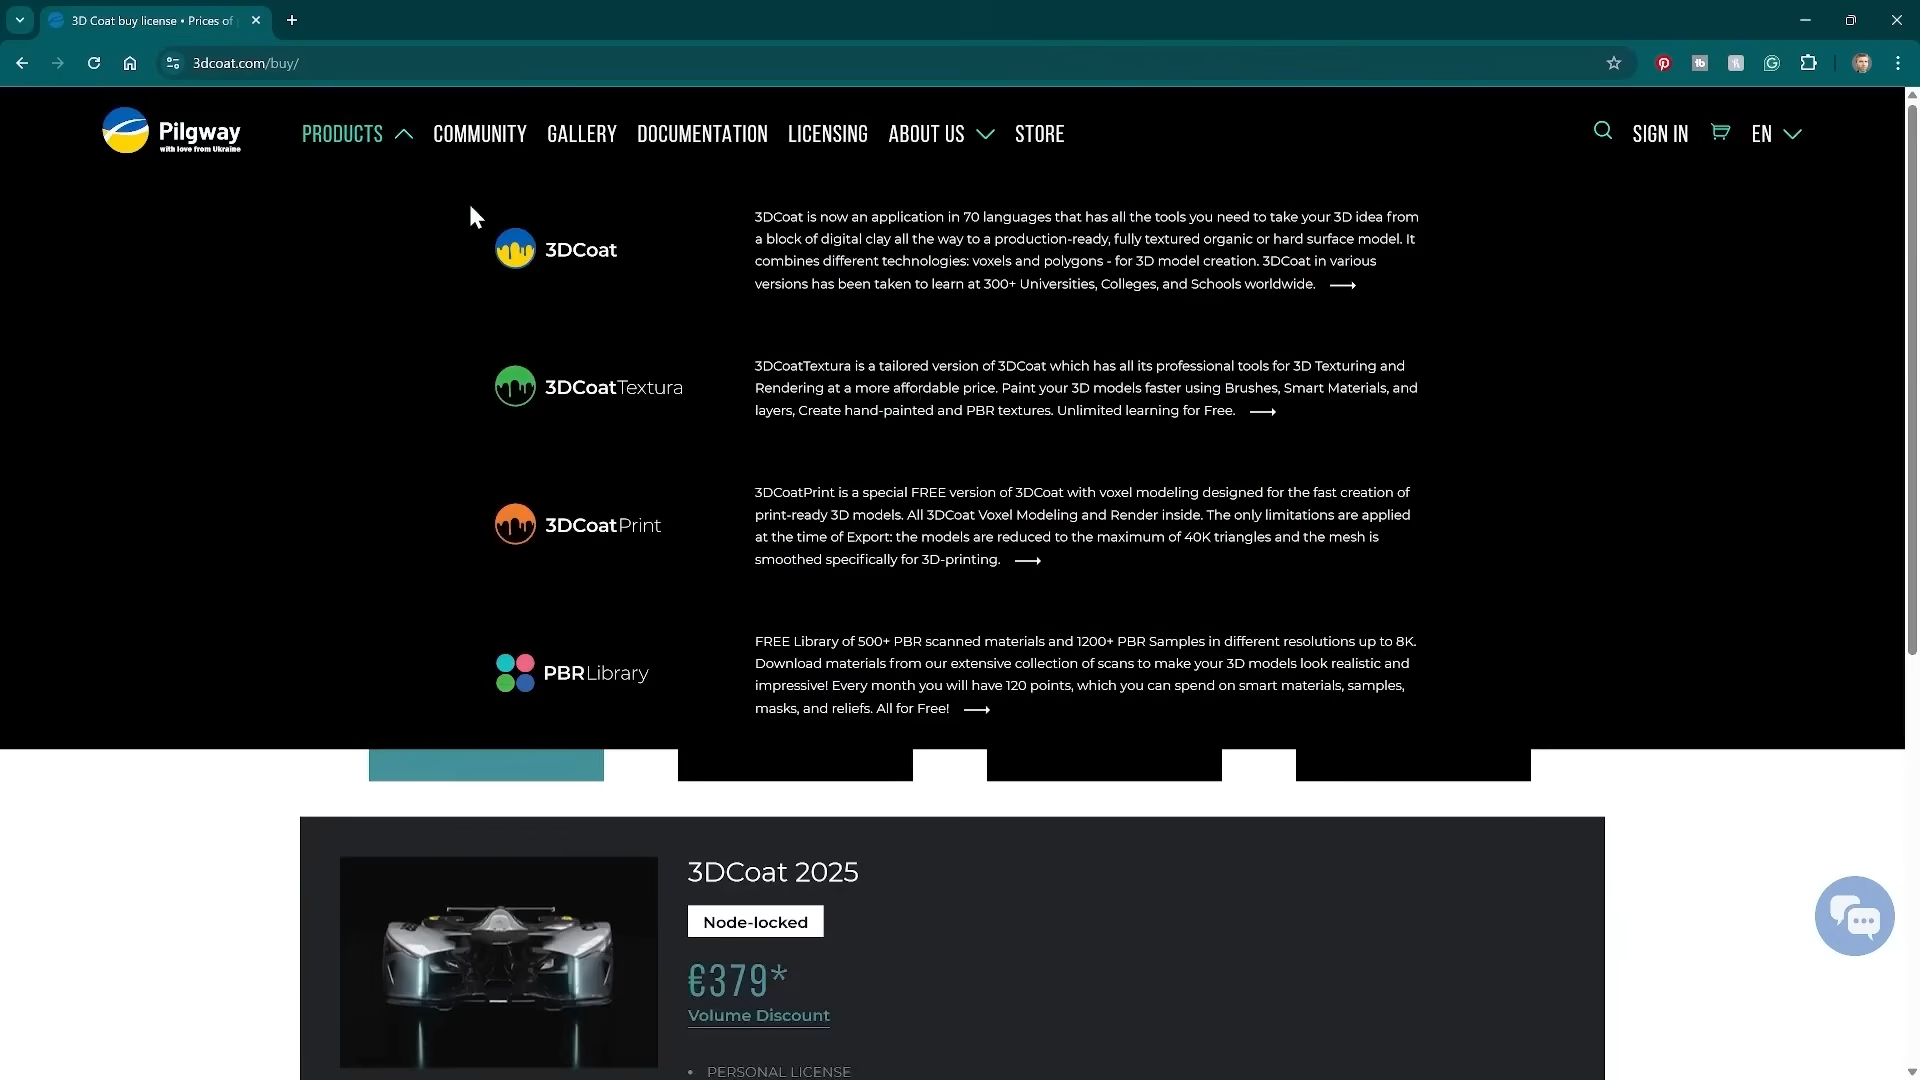 3D Coat buy license • Prices of
3dcoat.com/buy/
Pilgway
with love from Ukraine
PRODUCTS
COMMUNITY
GALLERY
DOCUMENTATION
LICENSING
ABOUT US
STORE
SIGN IN
EN
3DCoat
3DCoat is now an application in 70 languages that has all the tools you need to take your 3D idea from
a block of digital clay all the way to a production-ready, fully textured organic or hard surface model. It
combines different technologies: voxels and polygons - for 3D model creation. 3DCoat in various
versions has been taken to learn at 300+ Universities, Colleges, and Schools worldwide.
3DCoatTextura
3DCoatTextura is a tailored version of 3DCoat which has all its professional tools for 3D Texturing and
Rendering at a more affordable price. Paint your 3D models faster using Brushes, Smart Materials, and
layers, Create hand-painted and PBR textures. Unlimited learning for Free.
3DCoatPrint
3DCoatPrint is a special FREE version of 3DCoat with voxel modeling designed for the fast creation of
print-ready 3D models. All 3DCoat Voxel Modeling and Render inside. The only limitations are applied
at the time of Export: the models are reduced to the maximum of 40K triangles and the mesh is
smoothed specifically for 3D-printing.
PBRLibrary
FREE Library of 500+ PBR scanned materials and 1200+ PBR Samples in different resolutions up to 8K.
Download materials from our extensive collection of scans to make your 3D models look realistic and
impressive! Every month you will have 120 points, which you can spend on smart materials, samples,
masks, and reliefs. All for Free!
3DCoat 2025
Node-locked
€379*
Volume Discount
• PERSONAL LICENSE